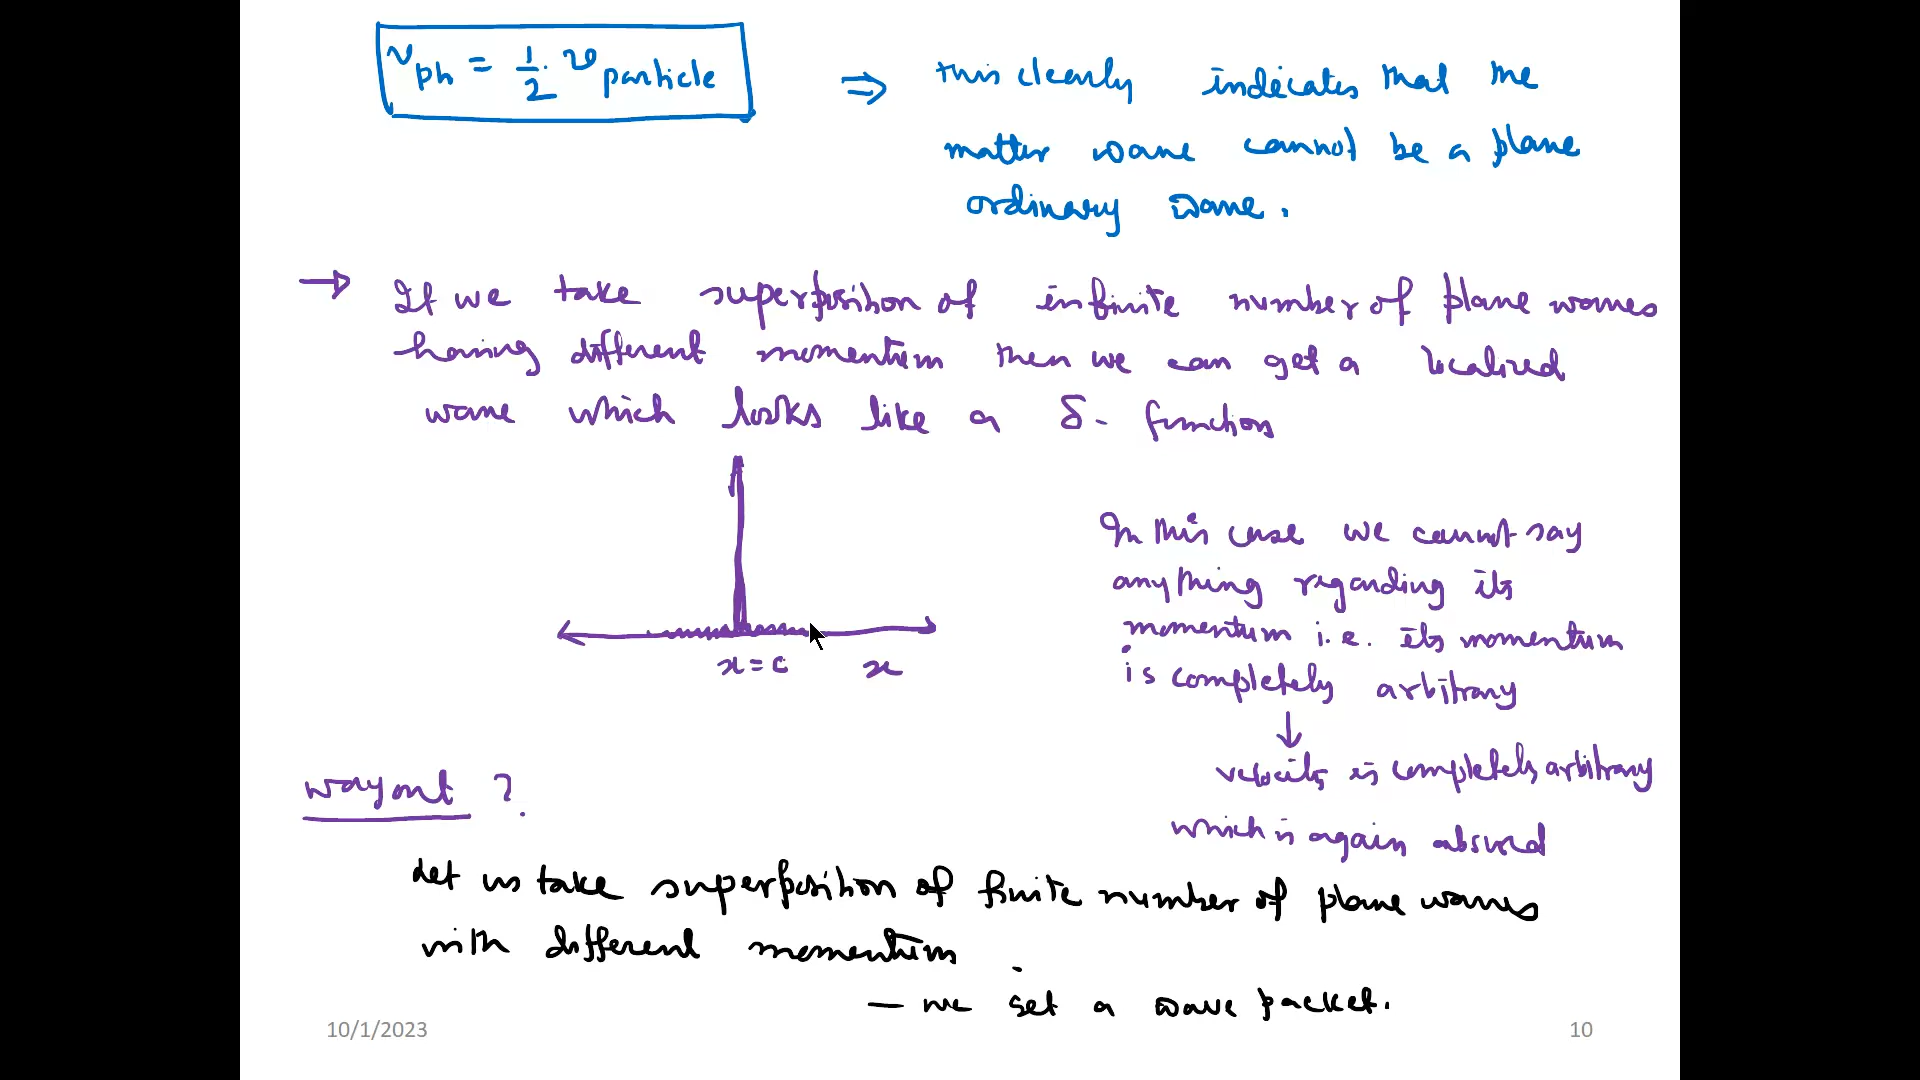 v ph = 1/2 . v particle ⇒ this clearly indicates that the
matter wave cannot be a plane
ordinary wave.
→ If we take superposition of infinite number of plane waves
having different momentum then we can get a localized
wave which looks like a δ- function
In this case we cannot say
anything regarding its
momentum i.e. its momentum
is completely arbitrary
x = c x
↓
velocity is completely arbitrary
way out ?
which is again absurd
Let us take superposition of finite number of plane waves
with different momentum
— we get a wave packet.
10/1/2023 10